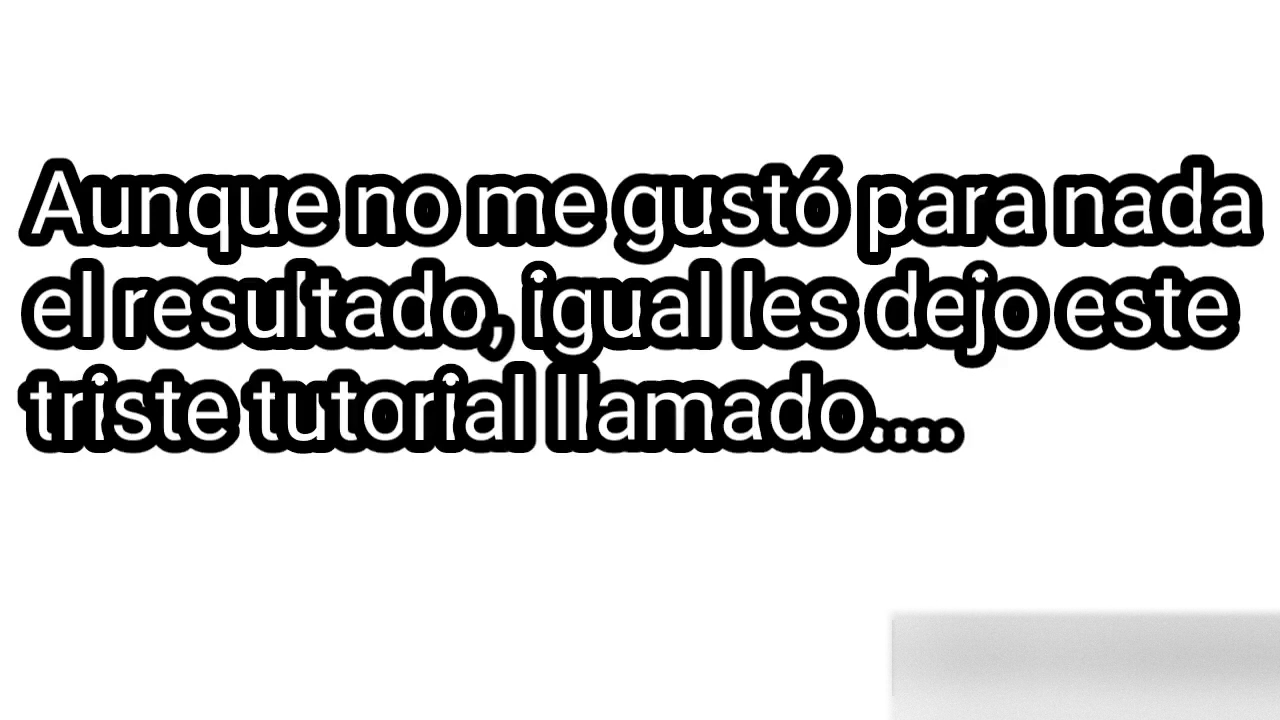 Aunque no me gustó para nada
el resultado, igual les dejo este
triste tutorial llamado....